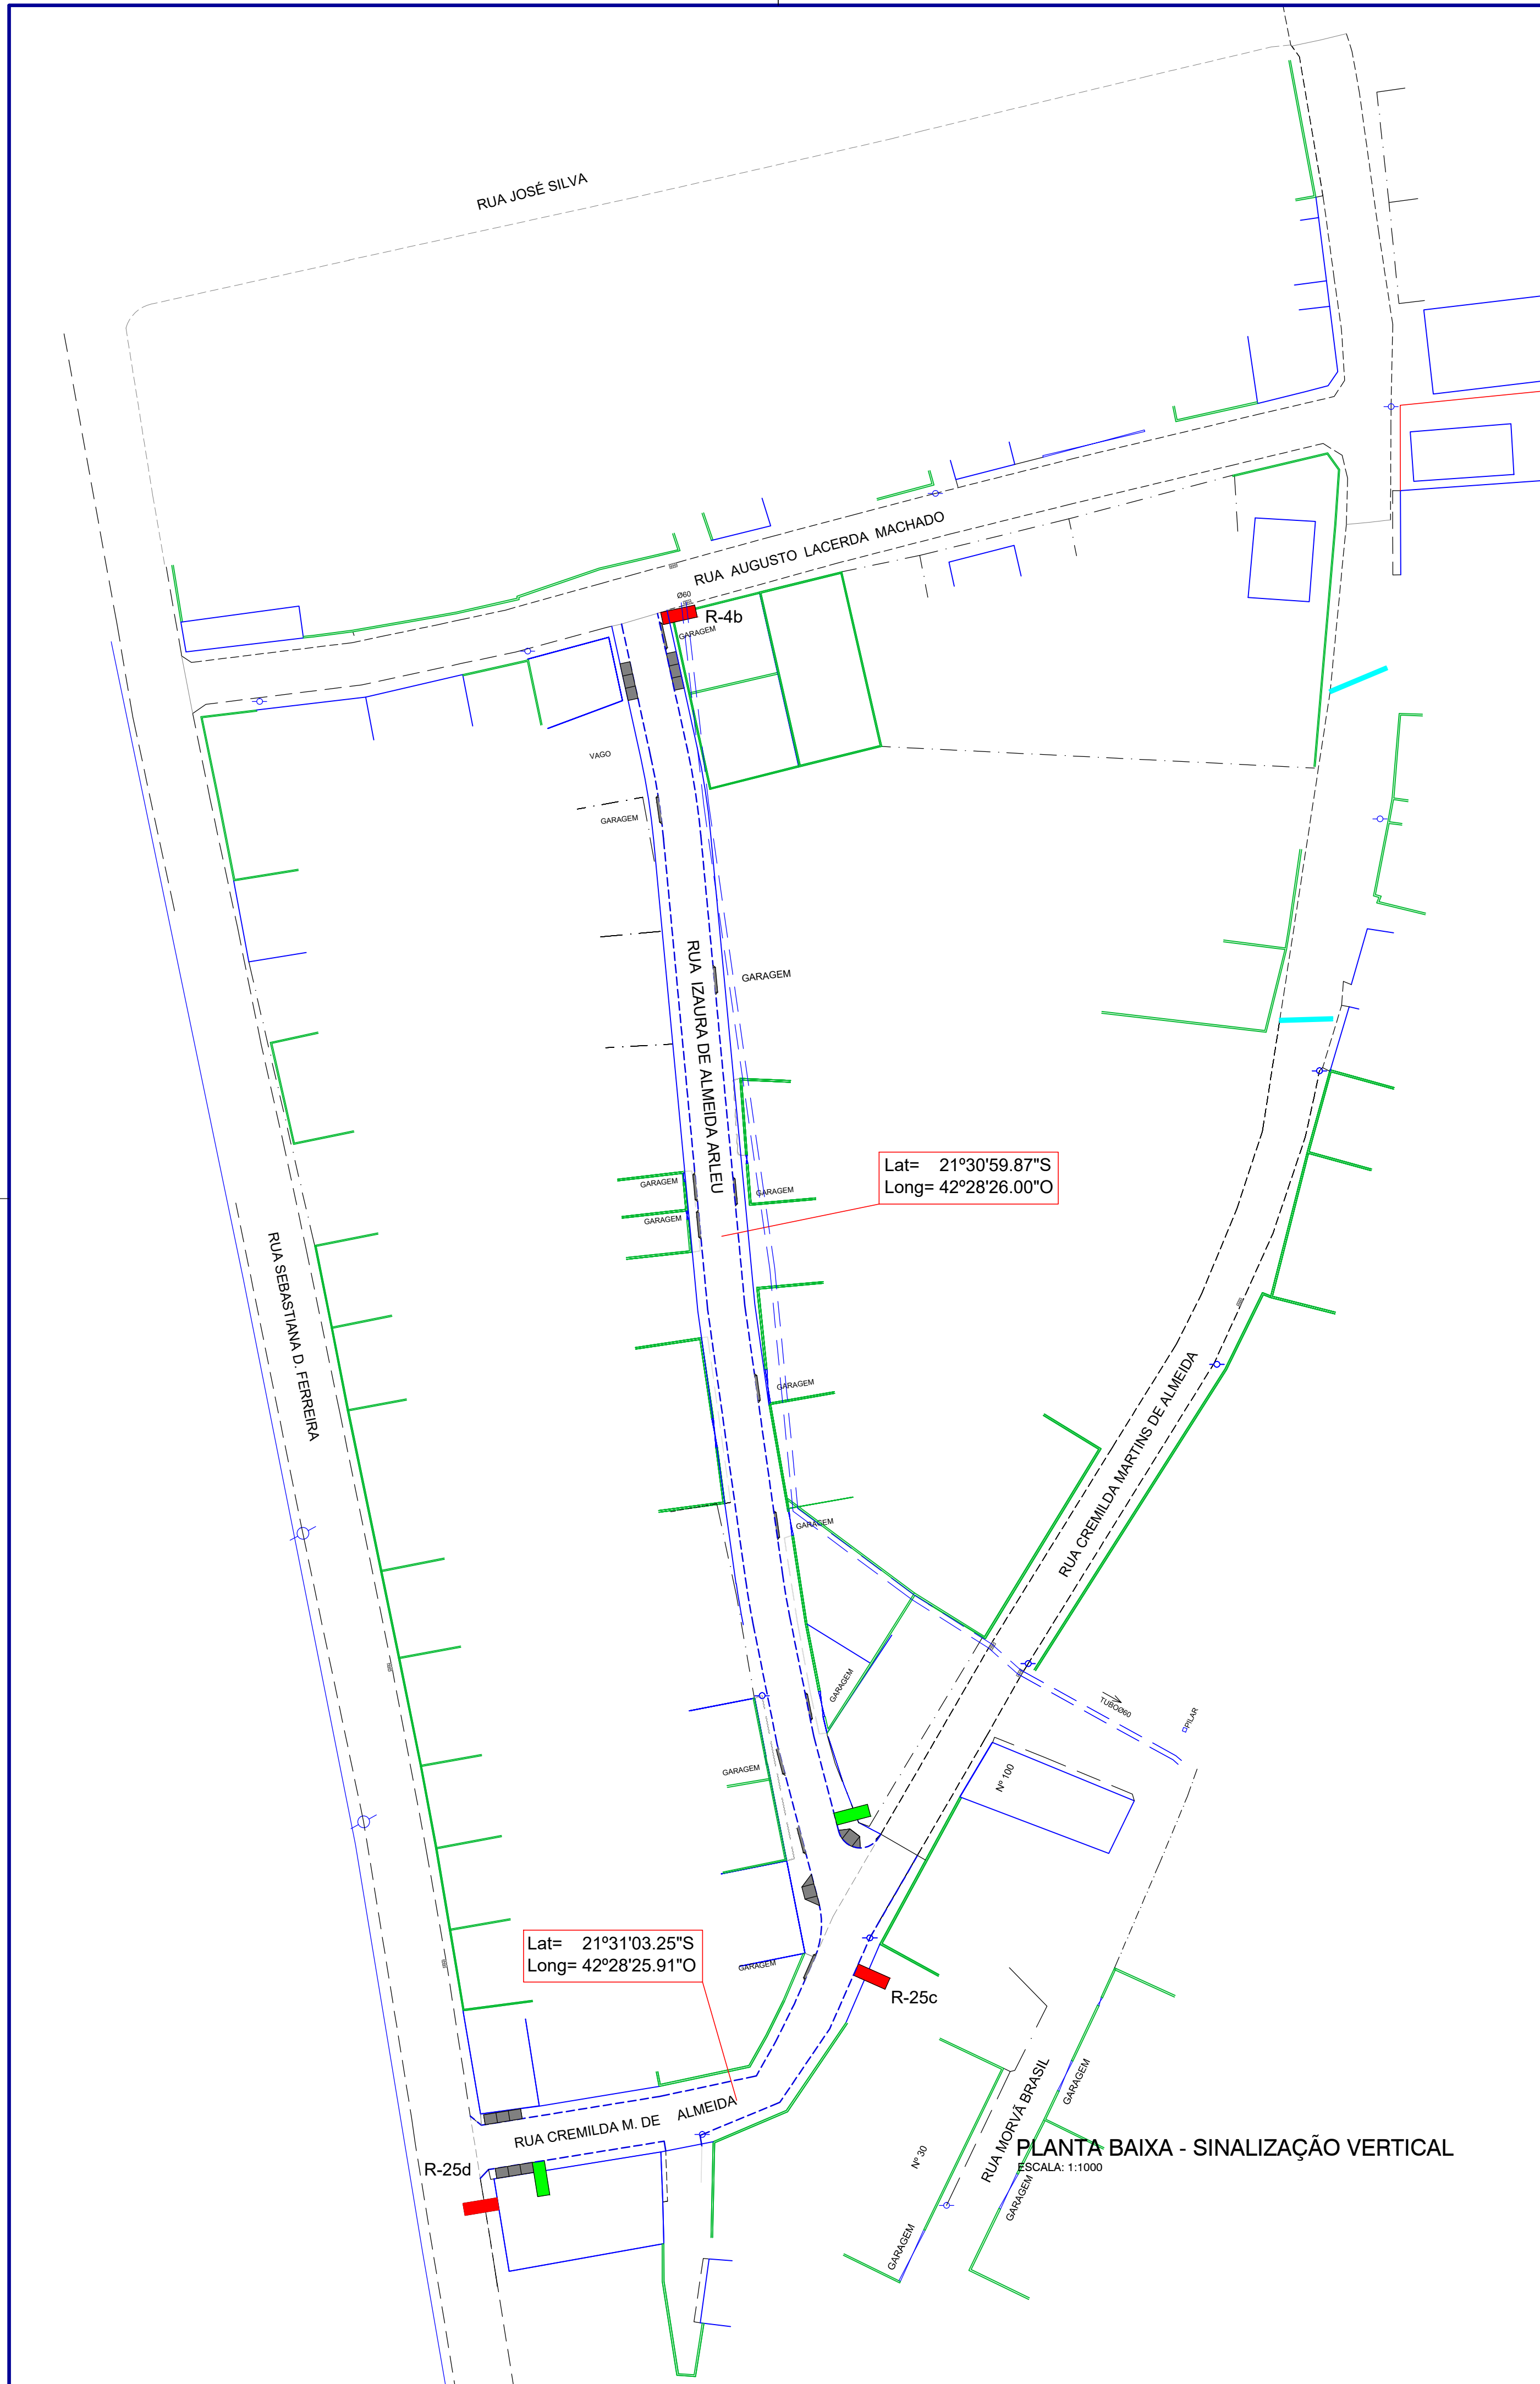 RUA JOSÉ SILVA
RUA AUGUSTO LACERDA MACHADO
Ø60
R-4b
GARAGEM
VAGO
GARAGEM
RUA IZAURA DE ALMEIDA ARLEU
GARAGEM
Lat= 21º30'59.87"S
Long= 42º28'26.00"O
GARAGEM
GARAGEM
GARAGEM
RUA SEBASTIANA D. FERREIRA
GARAGEM
RUA CREMILDA MARTINS DE ALMEIDA
GARAGEM
GARAGEM
TUBOØ60
PILAR
GARAGEM
Nº 100
Lat= 21º31'03.25"S
Long= 42º28'25.91"O
GARAGEM
R-25c
RUA CREMILDA M. DE ALMEIDA
R-25d
RUA MORVÃ BRASIL
GARAGEM
Nº 30
PLANTA BAIXA - SINALIZAÇÃO VERTICAL
ESCALA: 1:1000
GARAGEM
GARAGEM